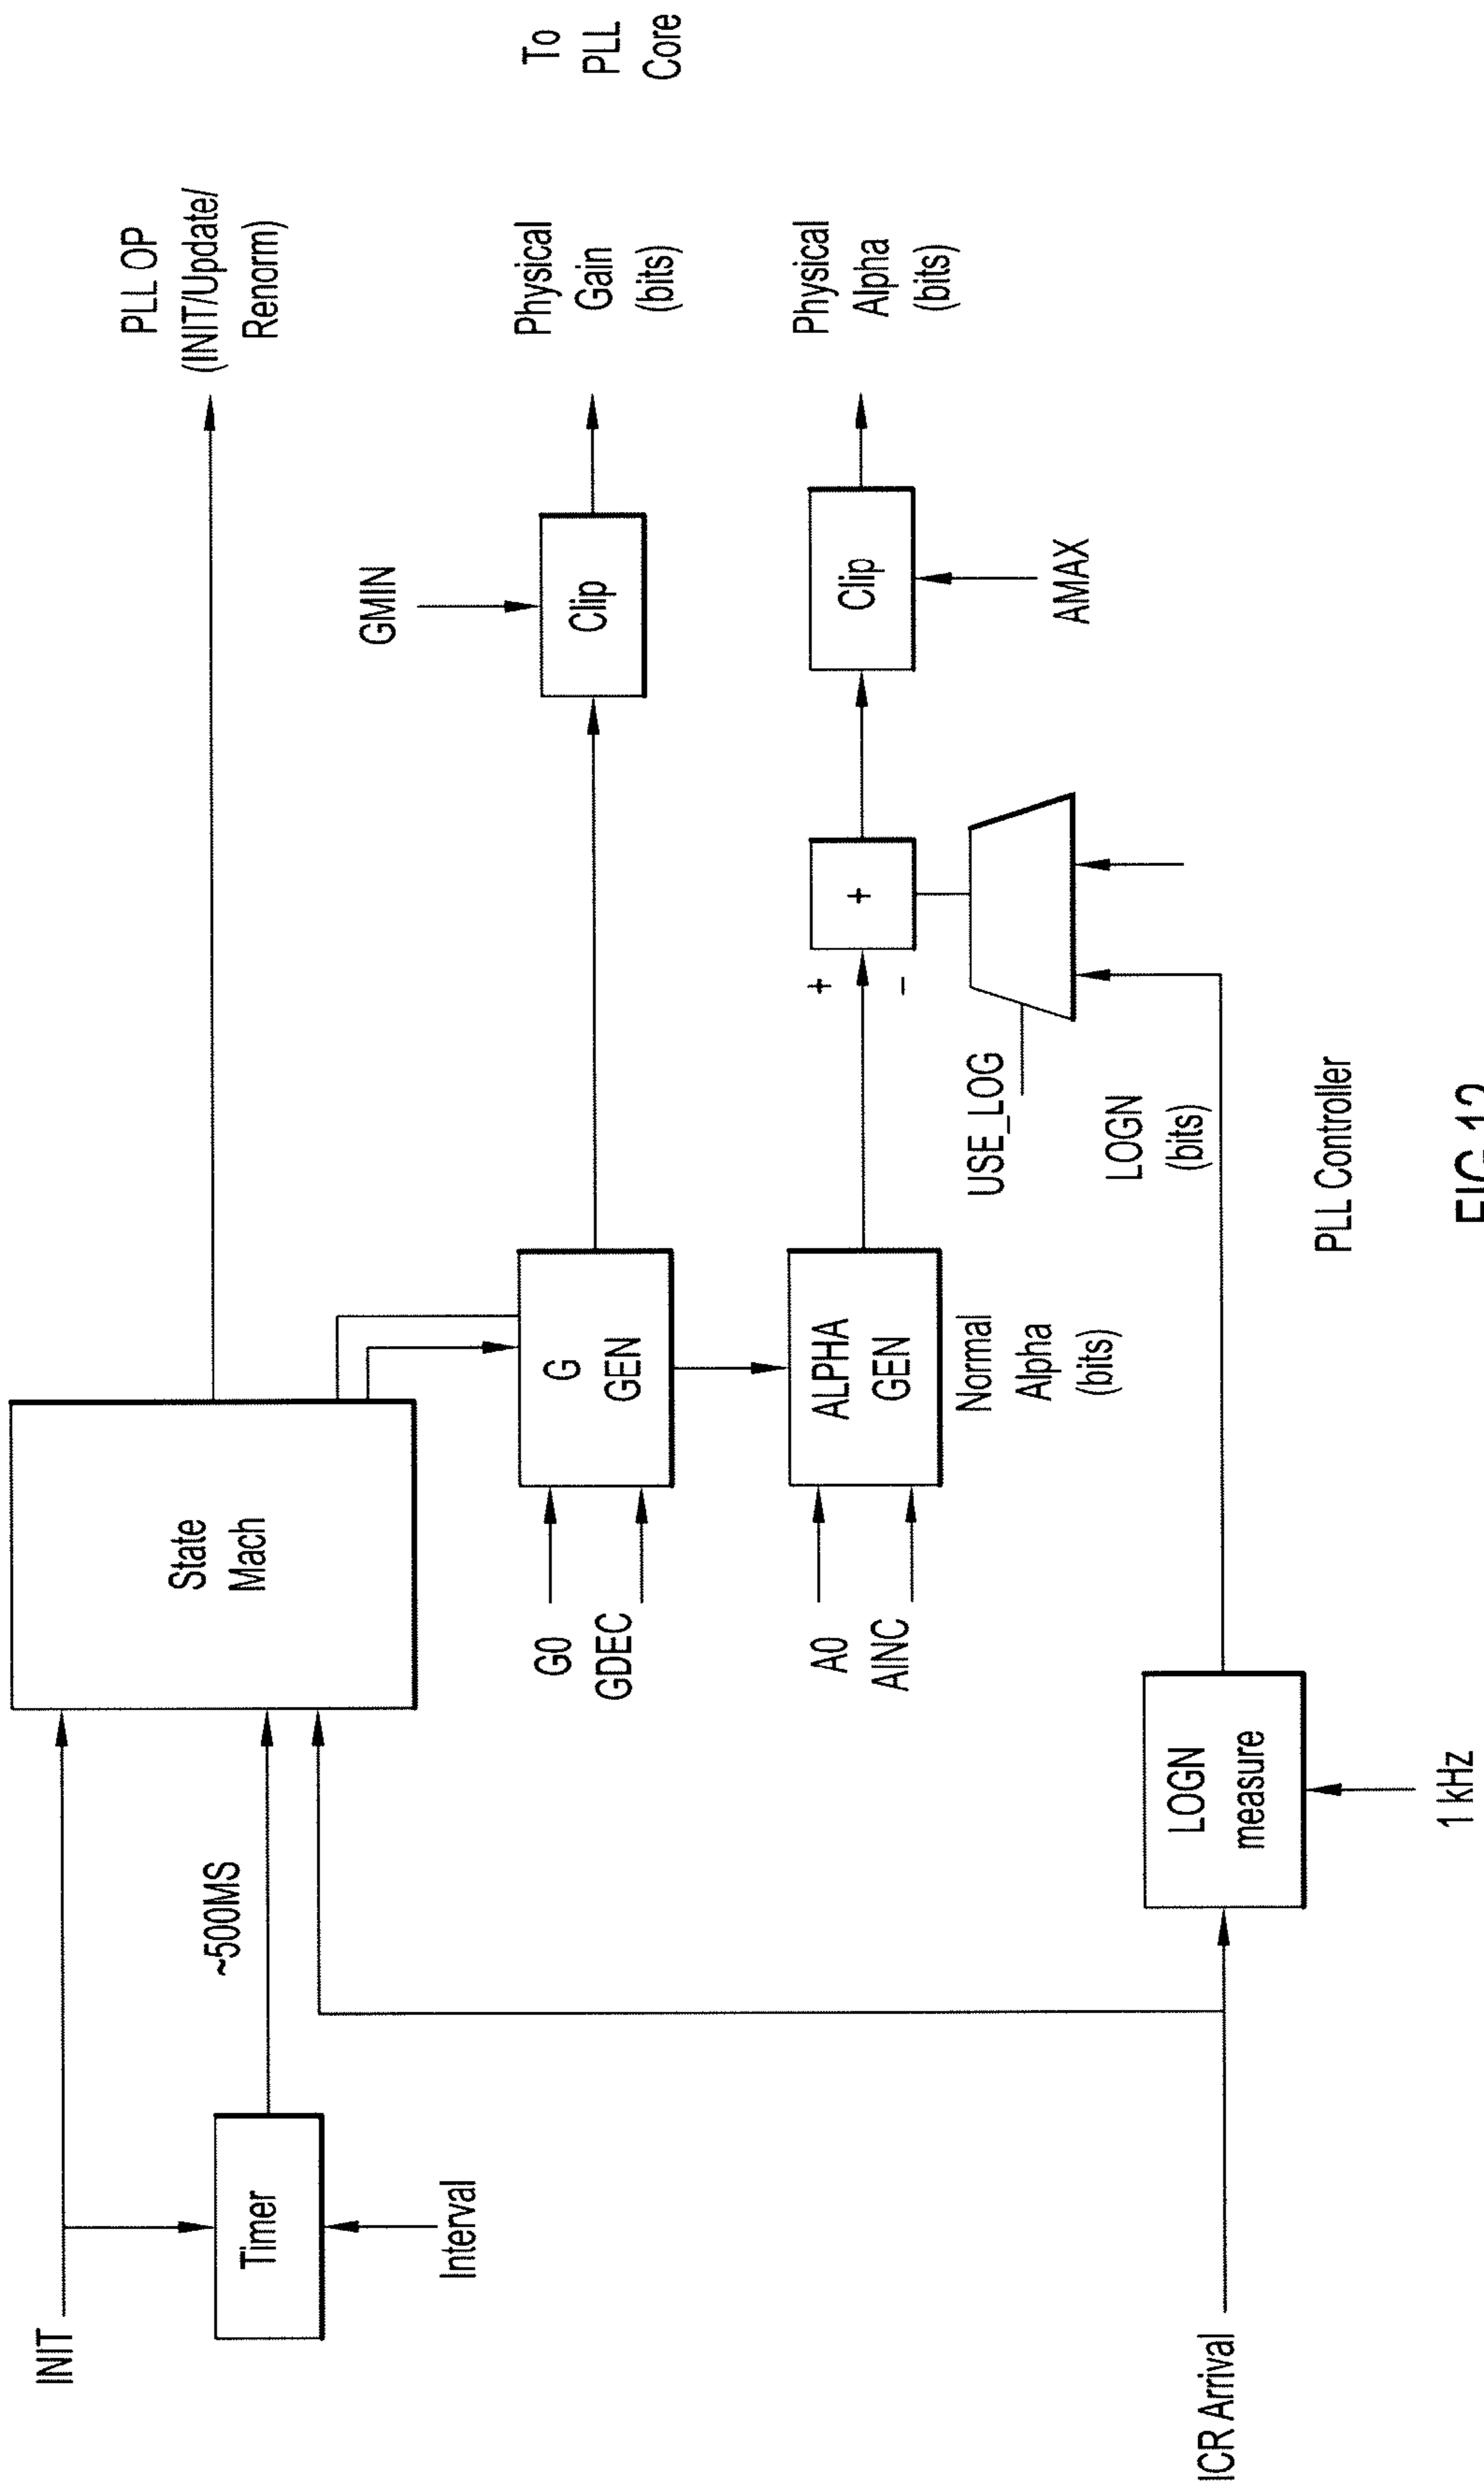 INIT
Timer
Interval
~500MS
State
Mach
PLL OP
(INIT/Update/
Renorm)
To
PLL
Core
G0
GDEC
G
GEN
GMIN
Clip
Physical
Gain
(bits)
A0
AINC
ALPHA
GEN
Normal
Alpha
(bits)
+
−
+
USE_LOG
Clip
AMAX
Physical
Alpha
(bits)
ICR Arrival
LOGN
measure
1 kHz
LOGN
(bits)
PLL Controller